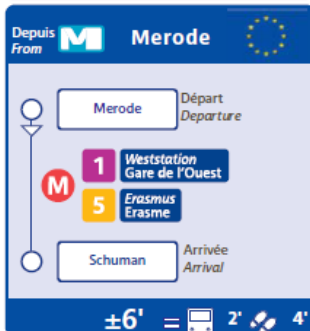 Depuis
From
M
Merode
Merode
Départ
Departure
M
1
Weststation
Gare de l'Ouest
5
Erasmus
Erasme
Schuman
Arrivée
Arrival
±6' = 2' 4'